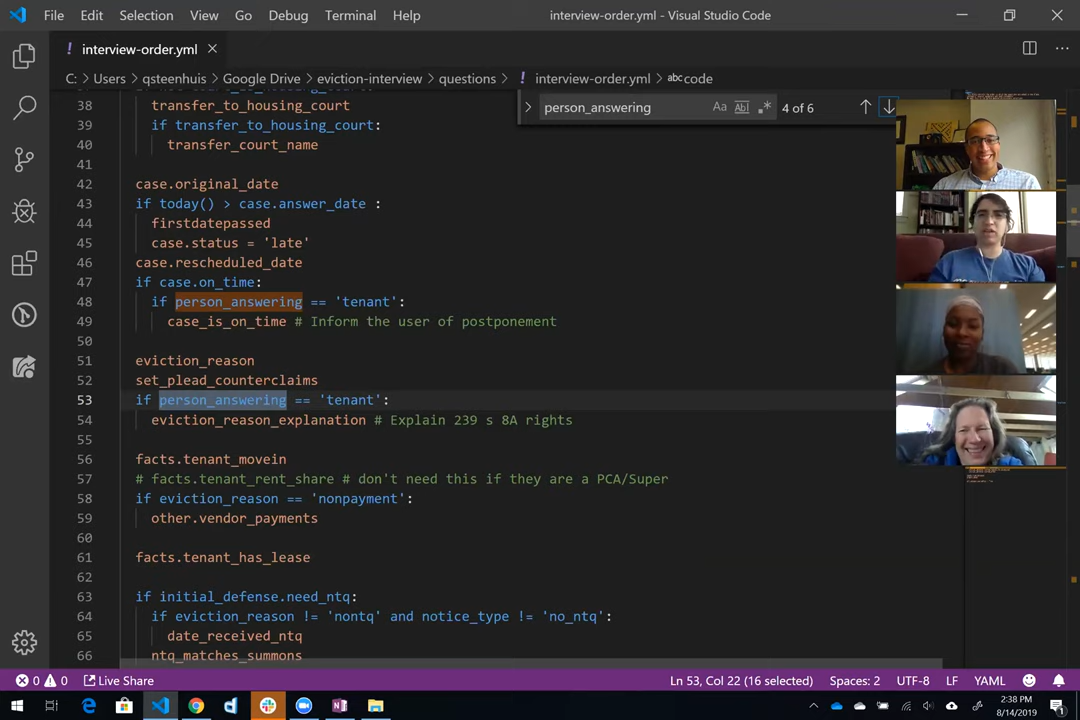 File Edit Selection View Go Debug Terminal Help interview-order.yml - Visual Studio Code
! interview-order.yml ×
C: > Users > qsteenhuis > Google Drive > eviction-interview > questions > ! interview-order.yml > abc code
person_answering Aa Abl .* 4 of 6
38 transfer_to_housing_court
39 if transfer_to_housing_court:
40 transfer_court_name
41
42 case.original_date
43 if today() > case.answer_date :
44 firstdatepassed
45 case.status = 'late'
46 case.rescheduled_date
47 if case.on_time:
48 if person_answering == 'tenant':
49 case_is_on_time # Inform the user of postponement
50
51 eviction_reason
52 set_plead_counterclaims
53 if person_answering == 'tenant':
54 eviction_reason_explanation # Explain 239 s 8A rights
55
56 facts.tenant_movein
57 # facts.tenant_rent_share # don't need this if they are a PCA/Super
58 if eviction_reason == 'nonpayment':
59 other.vendor_payments
60
61 facts.tenant_has_lease
62
63 if initial_defense.need_ntq:
64 if eviction_reason != 'nontq' and notice_type != 'no_ntq':
65 date_received_ntq
66 ntq_matches_summons
0 0 Live Share Ln 53, Col 22 (16 selected) Spaces: 2 UTF-8 LF YAML
2:38 PM
8/14/2019